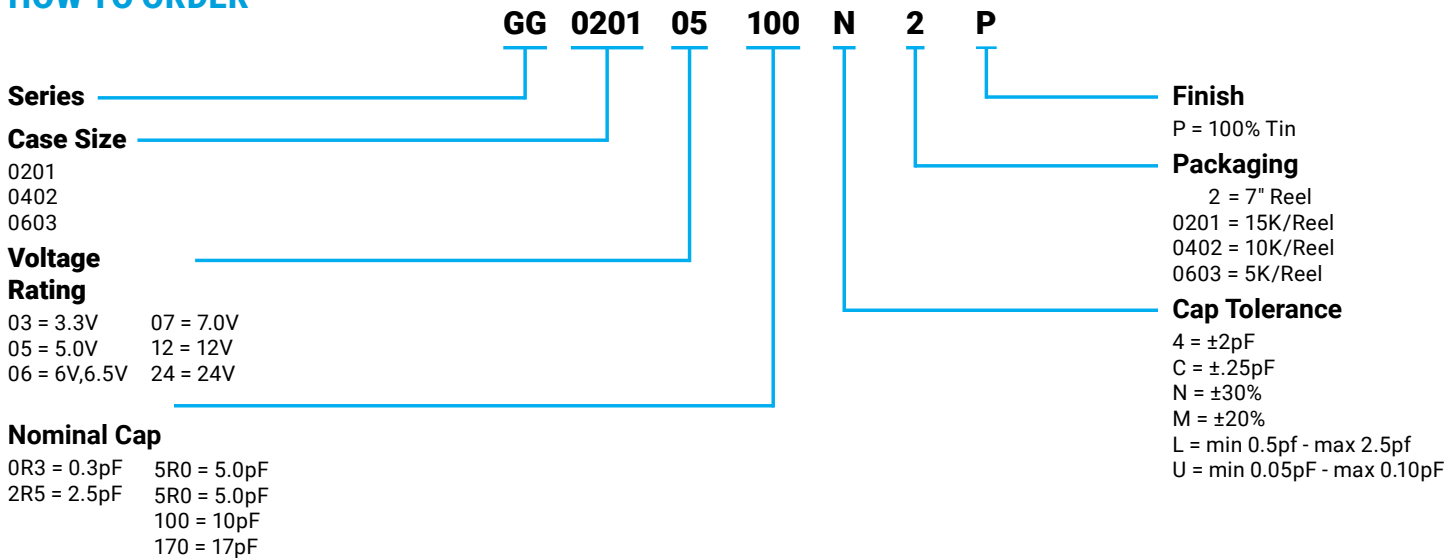 HOW TO ORDER
GG 0201 05 100 N 2 P
Series
Case Size
0201
0402
0603
Voltage
Rating
03 = 3.3V 07 = 7.0V
05 = 5.0V 12 = 12V
06 = 6V,6.5V 24 = 24V
Nominal Cap
0R3 = 0.3pF 5R0 = 5.0pF
2R5 = 2.5pF 5R0 = 5.0pF
100 = 10pF
170 = 17pF
Finish
P = 100% Tin
Packaging
2 = 7" Reel
0201 = 15K/Reel
0402 = 10K/Reel
0603 = 5K/Reel
Cap Tolerance
4 = ±2pF
C = ±.25pF
N = ±30%
M = ±20%
L = min 0.5pf - max 2.5pf
U = min 0.05pF - max 0.10pF